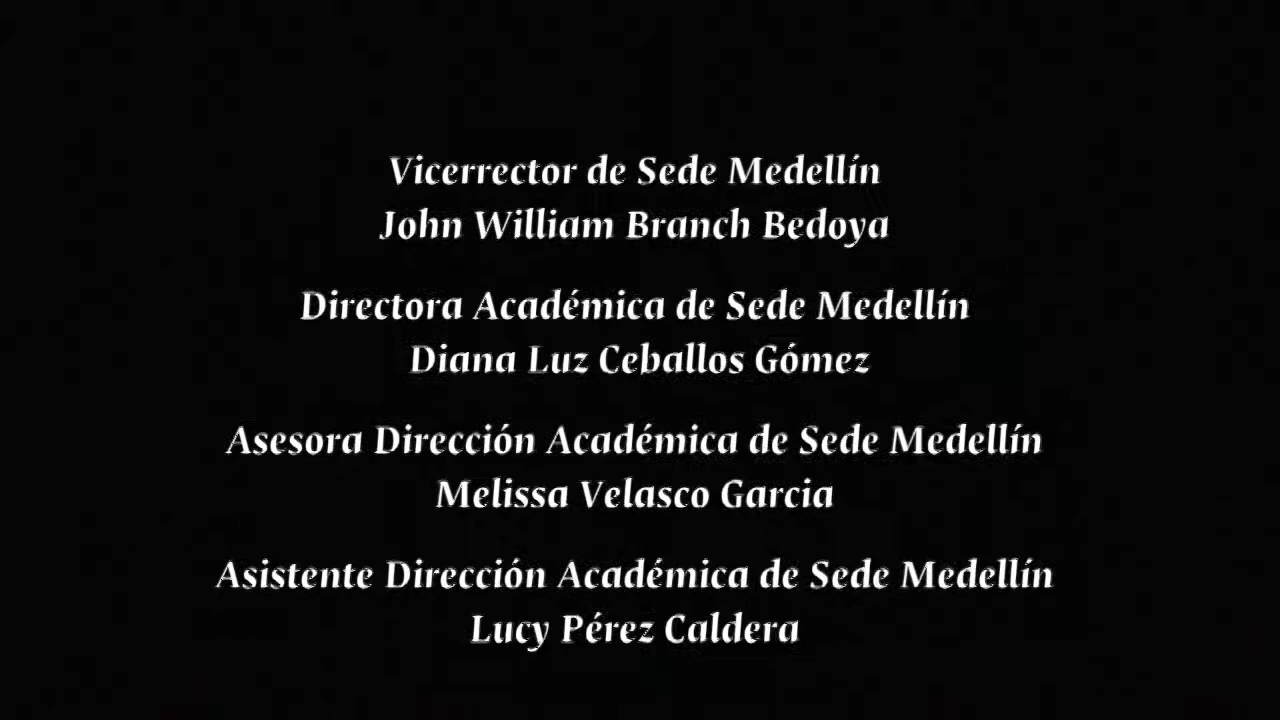 Vicerrector de Sede Medellín
John William Branch Bedoya
Directora Académica de Sede Medellín
Diana Luz Ceballos Gómez
Asesora Dirección Académica de Sede Medellín
Melissa Velasco Garcia
Asistente Dirección Académica de Sede Medellín
Lucy Pérez Caldera